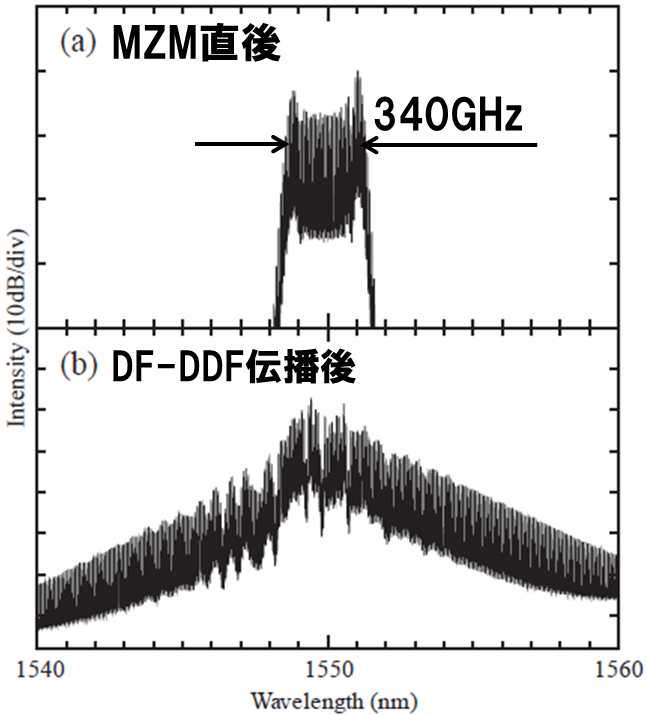 (a) MZM直後
340GHz
Intensity (10dB/div)
(b) DF-DDF伝播後
1540 1550 1560
Wavelength (nm)